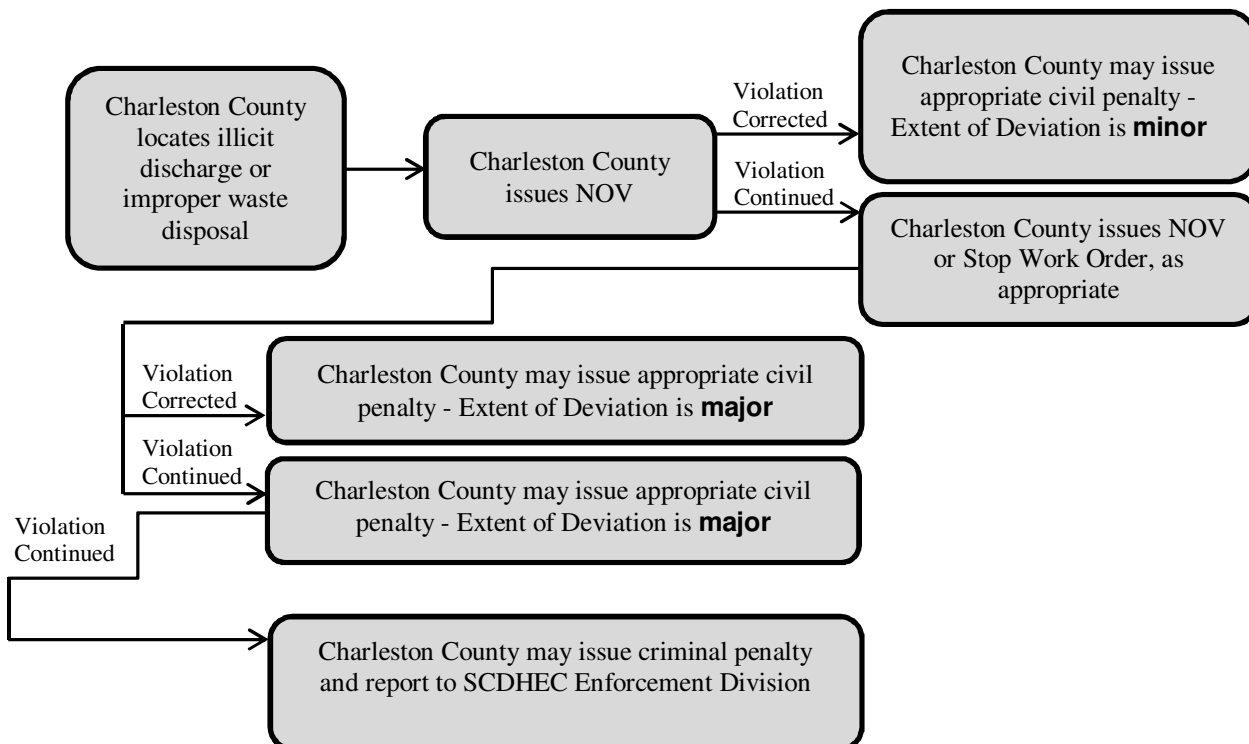 Charleston County
locates illicit
discharge or
improper waste
disposal
Charleston County
issues NOV
Violation
Corrected
Charleston County may issue
appropriate civil penalty -
Extent of Deviation is minor
Violation
Continued
Charleston County issues NOV
or Stop Work Order, as
appropriate
Violation
Corrected
Charleston County may issue appropriate civil
penalty - Extent of Deviation is major
Violation
Continued
Charleston County may issue appropriate civil
penalty - Extent of Deviation is major
Violation
Continued
Charleston County may issue criminal penalty
and report to SCDHEC Enforcement Division